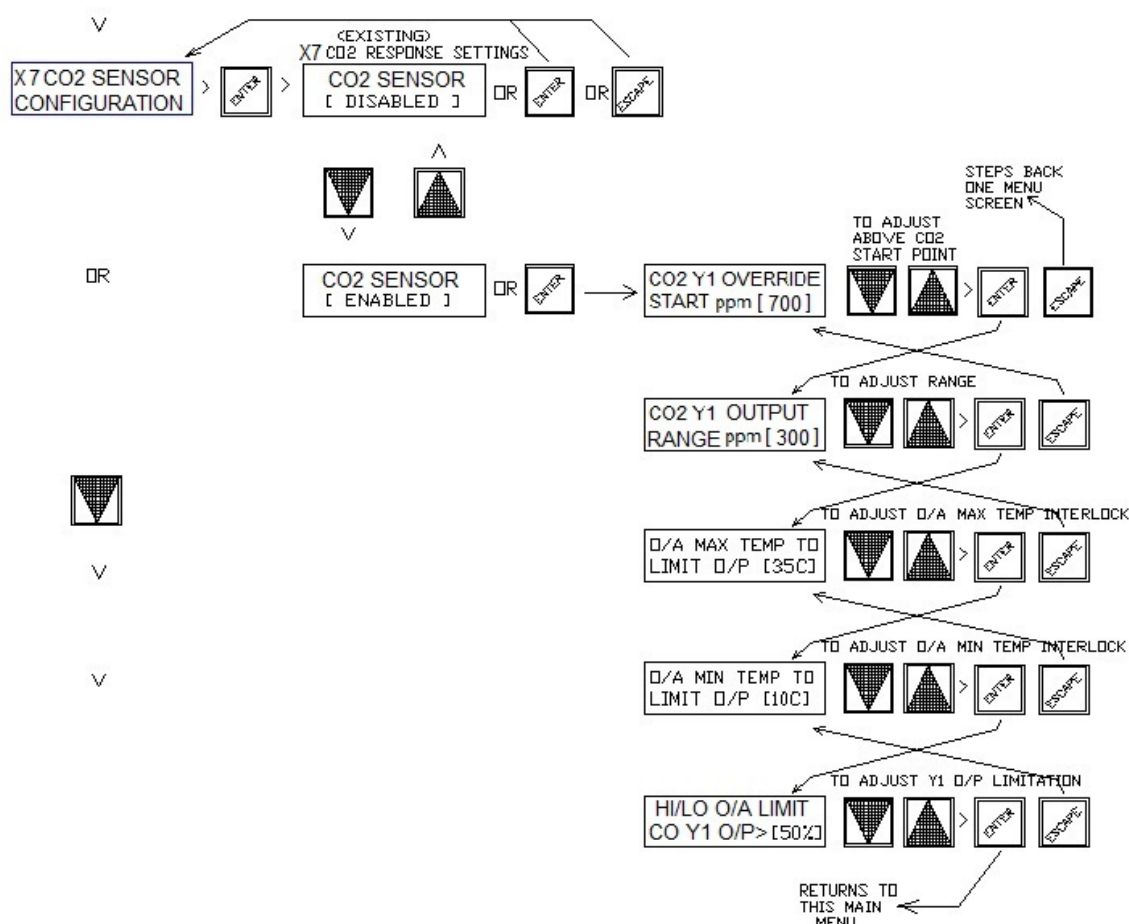 (EXISTING)
X7 CO2 RESPONSE SETTINGS
X7 CO2 SENSOR
CONFIGURATION
>
ENTER
>
CO2 SENSOR
[ DISABLED ]
OR
ENTER
OR
ESCAPE
OR
CO2 SENSOR
[ ENABLED ]
OR
ENTER
STEPS BACK
ONE MENU
SCREEN
TO ADJUST
ABOVE CO2
START POINT
CO2 Y1 OVERRIDE
START ppm [ 700 ]
>
ENTER
ESCAPE
TO ADJUST RANGE
CO2 Y1 OUTPUT
RANGE ppm [ 300 ]
>
ENTER
ESCAPE
TO ADJUST O/A MAX TEMP INTERLOCK
O/A MAX TEMP TO
LIMIT O/P [35C]
>
ENTER
ESCAPE
TO ADJUST O/A MIN TEMP INTERLOCK
O/A MIN TEMP TO
LIMIT O/P [10C]
>
ENTER
ESCAPE
TO ADJUST Y1 O/P LIMITATION
HI/LO O/A LIMIT
CO Y1 O/P> [50%]
>
ENTER
ESCAPE
RETURNS TO
THIS MAIN
MENU